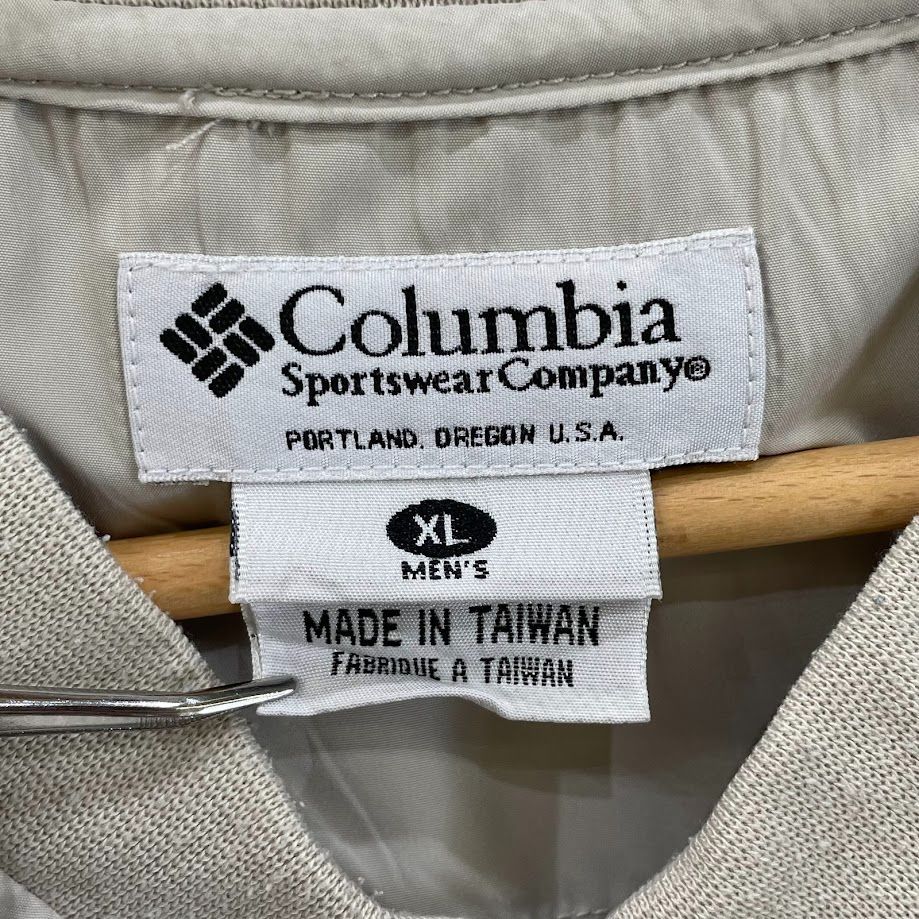 Columbia
Sportswear Company®
PORTLAND. OREGON U.S.A.
XL
MEN'S
MADE IN TAIWAN
FABRIQUE A TAIWAN